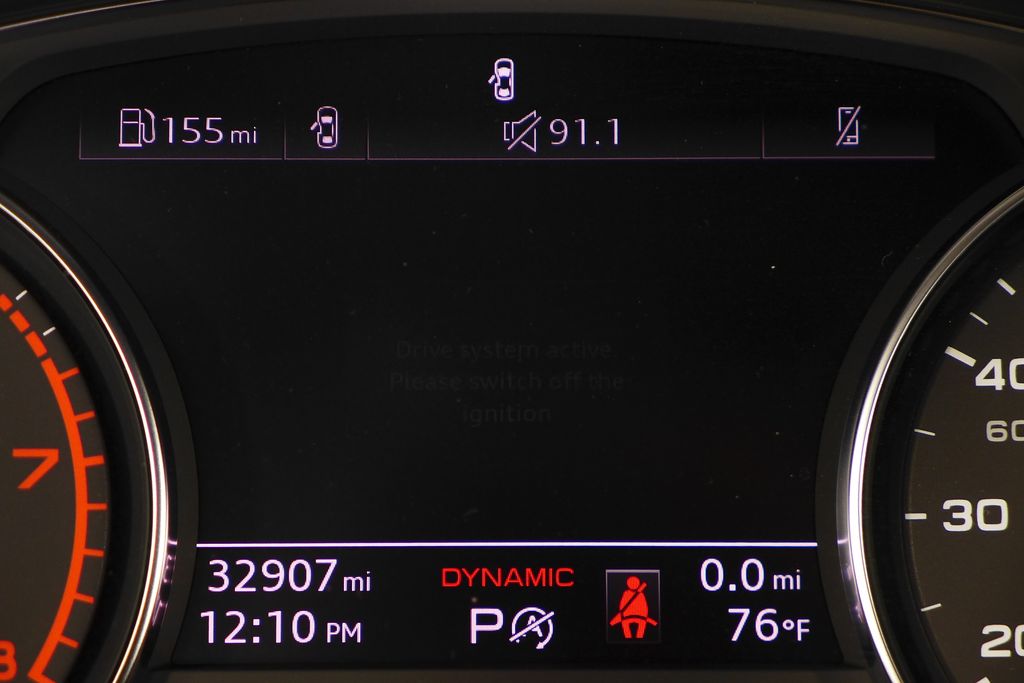 155 mi
91.1
Drive system active.
Please switch off the
ignition
7
8
40
60
30
20
32907 mi
DYNAMIC
0.0 mi
12:10 PM
P
A
76°F